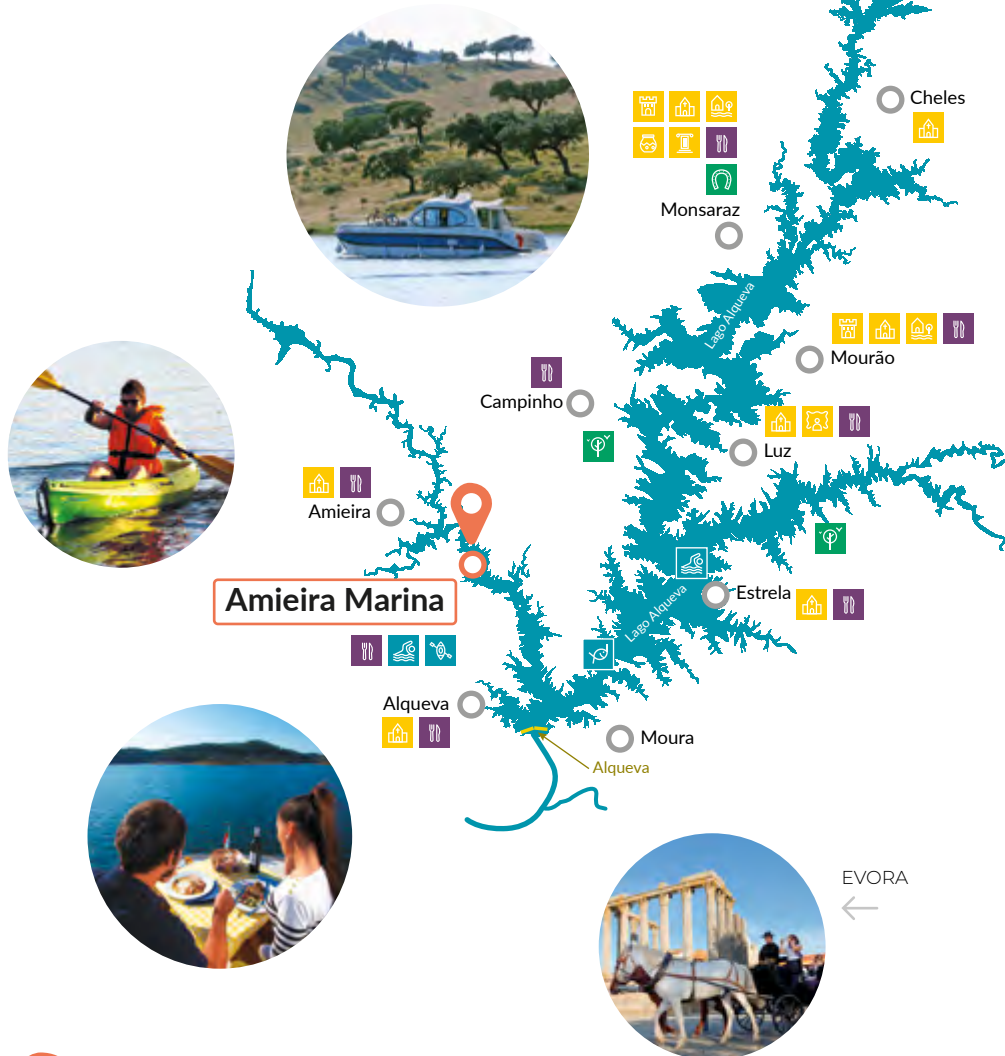 Cheles
Monsaraz
Lago Alqueva
Mourão
Campinho
Luz
Amieira
Amieira Marina
Estrela
Lago Alqueva
Alqueva
Moura
Alqueva
EVORA